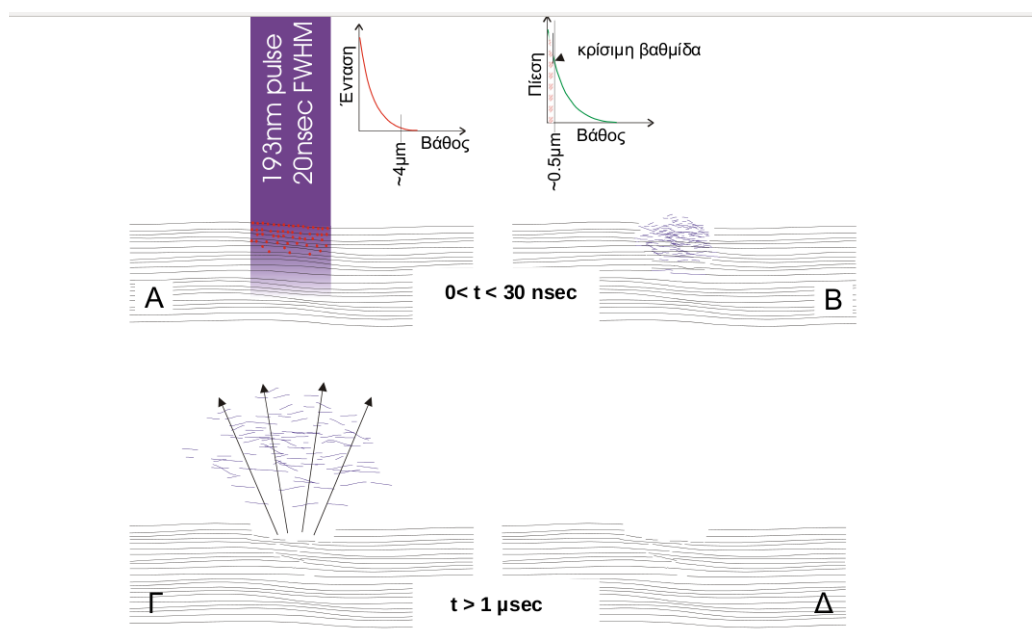 193nm pulse
20nsec FWHM
Ένταση
Βάθος
~4μm
Πίεση
κρίσιμη βαθμίδα
Βάθος
~0.5μm
Α
0< t < 30 nsec
Β
Γ
t > 1 μsec
Δ